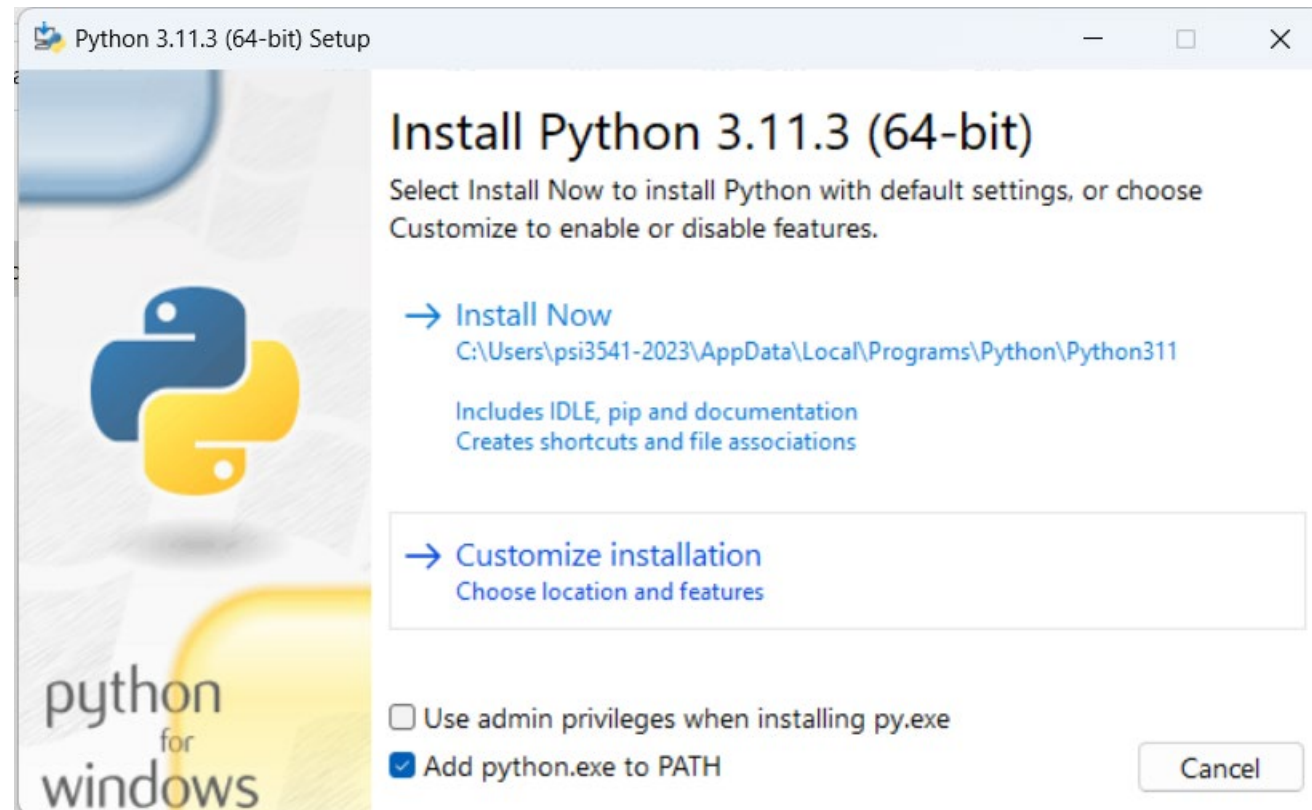 Python 3.11.3 (64-bit) Setup
Install Python 3.11.3 (64-bit)
Select Install Now to install Python with default settings, or choose
Customize to enable or disable features.
Install Now
C:\Users\psi3541-2023\AppData\Local\Programs\Python\Python311
Includes IDLE, pip and documentation
Creates shortcuts and file associations
Customize installation
Choose location and features
python
for
windows
Use admin privileges when installing py.exe
Add python.exe to PATH
Cancel